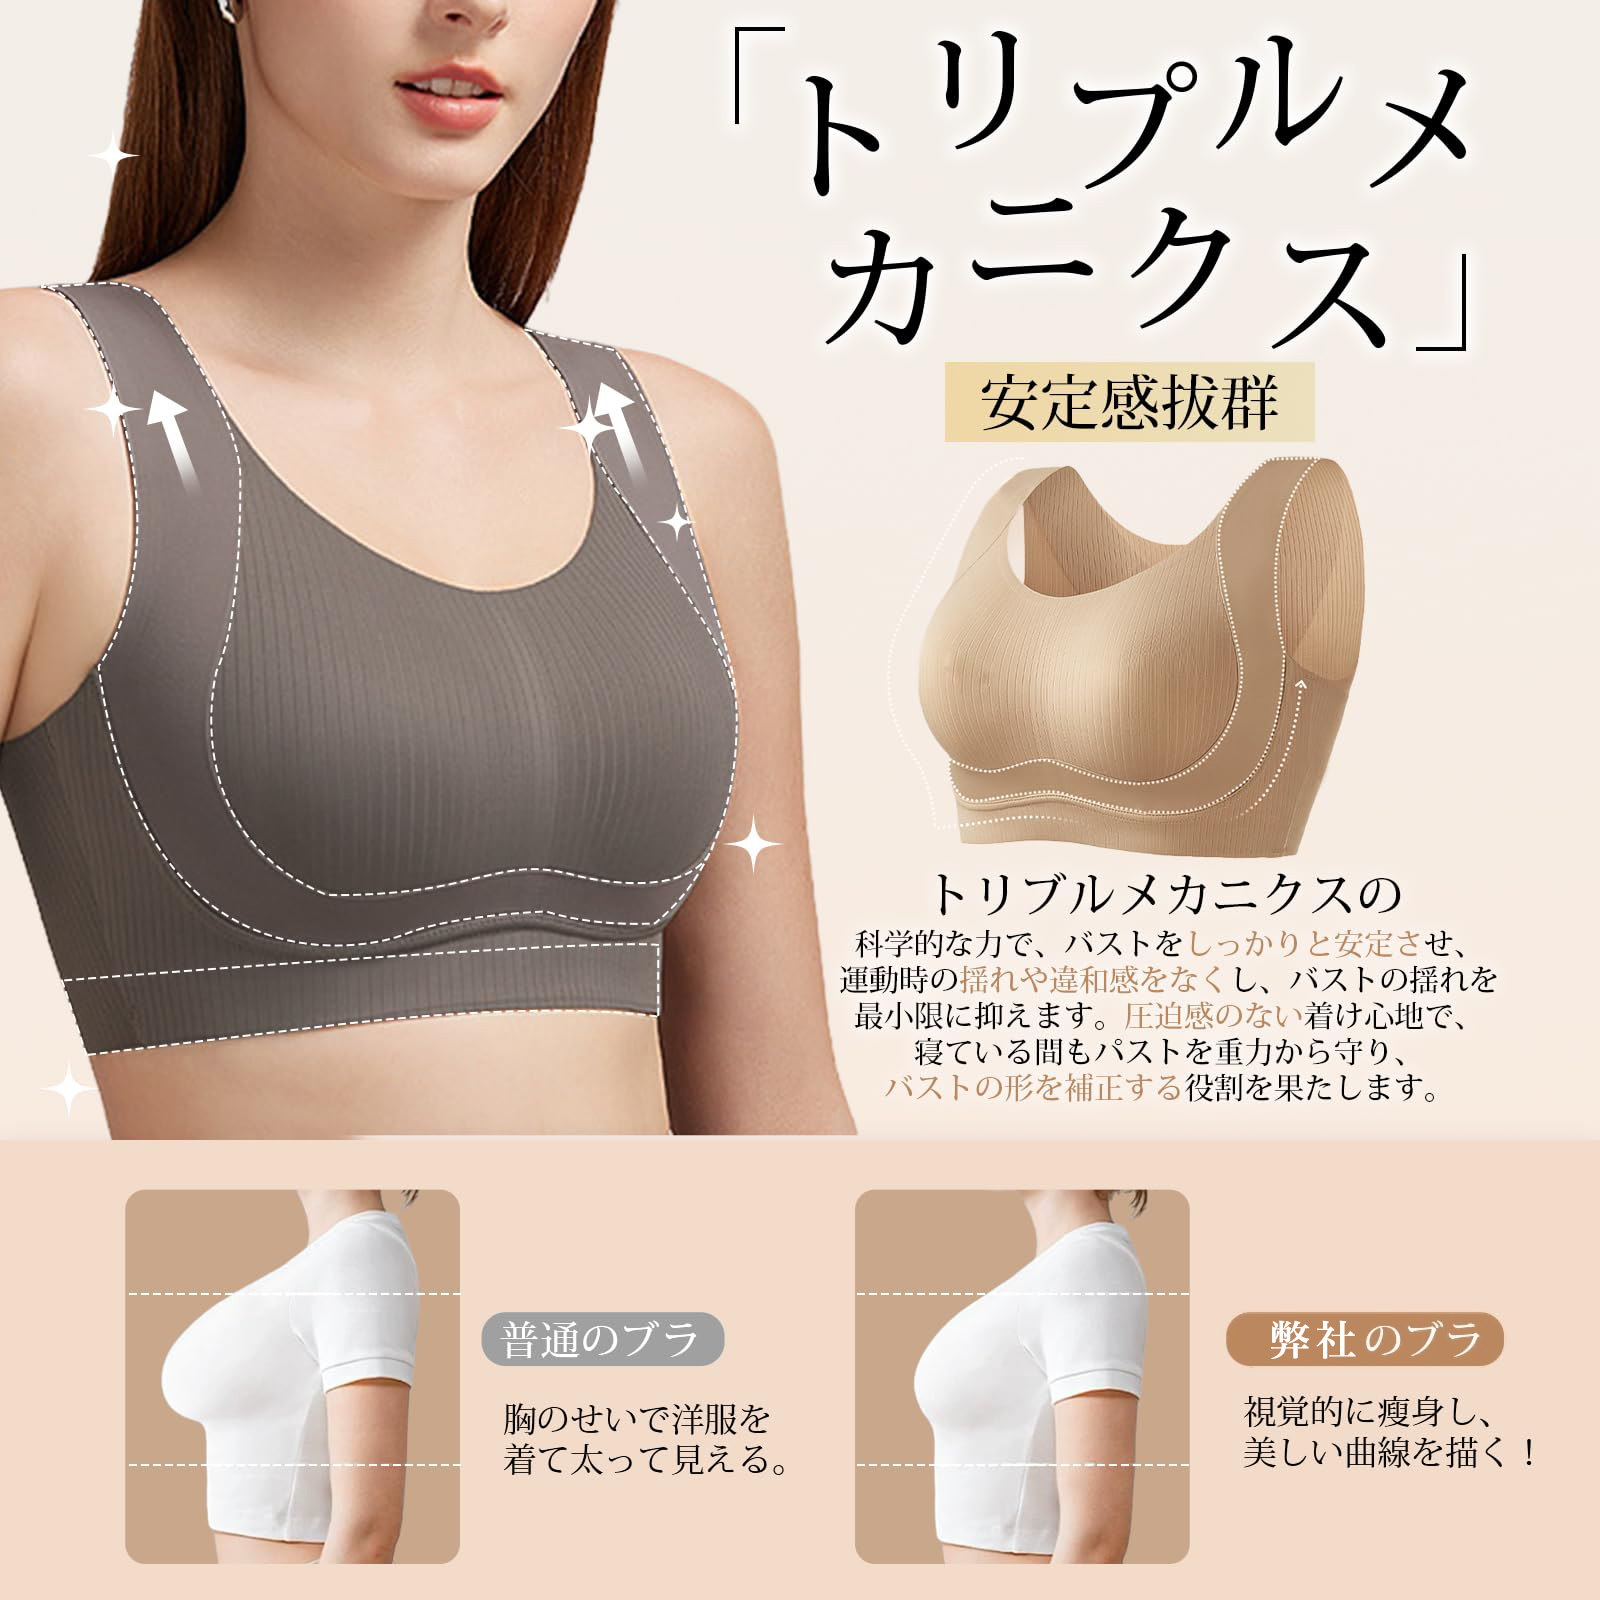 「トリプルメ
カニクス」
安定感抜群
トリブルメカニクスの
科学的な力で、バストをしっかりと安定させ、
運動時の揺れや違和感をなくし、バストの揺れを
最小限に抑えます。圧迫感のない着け心地で、
寝ている間もパストを重力から守り、
バストの形を補正する役割を果たします。
普通のブラ
胸のせいで洋服を
着て太って見える。
弊社のブラ
視覚的に痩身し、
美しい曲線を描く！